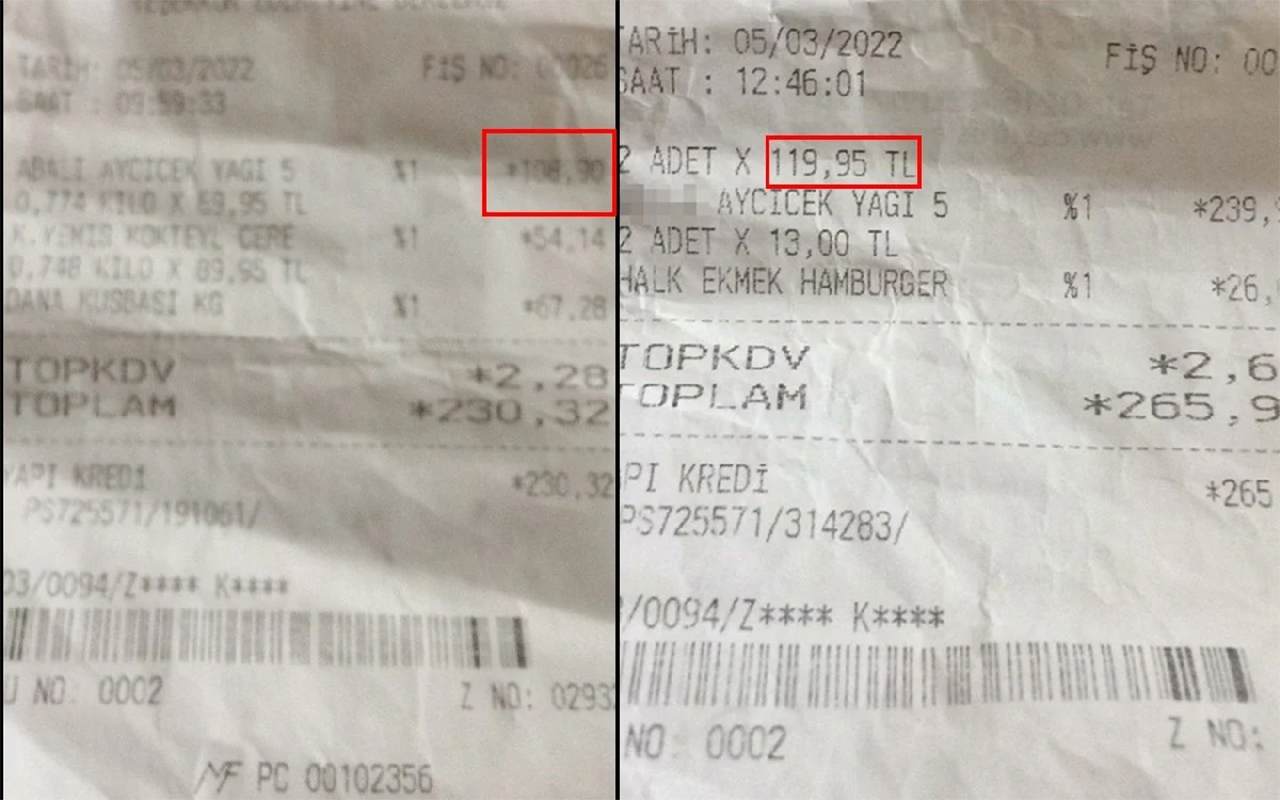 TARİH: 05/03/2022 FİŞ NO: 00026
SAAT : 09:59:33
ABALI AYCICEK YAGI 5 %1 *108,90
0,774 KILO X 69,95 TL
K.YEMIS KOKTEYL CERE %1 *54,14
0,748 KILO X 89,95 TL
DANA KUSBASI KG %1 *67,28
TOPKDV *2,28
TOPLAM *230,32
YAPI KREDİ *230,32
PS725571/191061/
03/0094/Z**** K****
U NO: 0002 Z NO: 0293
MF PC 00102356
TARİH: 05/03/2022 FİŞ NO: 00
SAAT : 12:46:01
2 ADET X 119,95 TL
AYCICEK YAGI 5 %1 *239,
2 ADET X 13,00 TL
HALK EKMEK HAMBURGER %1 *26,
TOPKDV *2,6
TOPLAM *265,9
PI KREDİ *265
PS725571/314283/
/0094/Z**** K****
NO: 0002 Z NO: